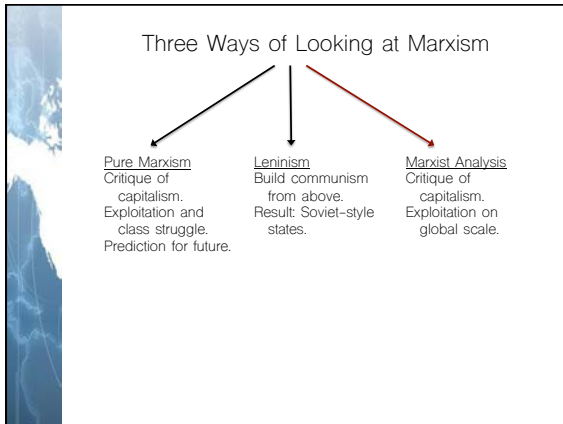 Three Ways of Looking at Marxism
Pure Marxism
Critique of
capitalism.
Exploitation and
class struggle.
Prediction for future.
Leninism
Build communism
from above.
Result: Soviet-style
states.
Marxist Analysis
Critique of
capitalism.
Exploitation on
global scale.